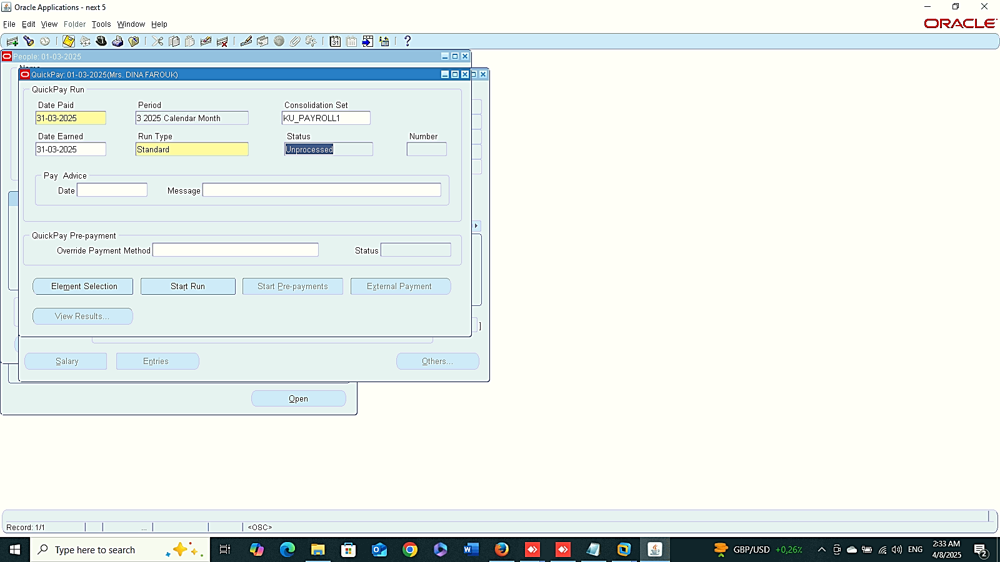 Oracle Applications - next 5
File Edit View Folder Tools Window Help
ORACLE
People: 01-03-2025
QuickPay: 01-03-2025(Mrs. DINA FAROUK)
QuickPay Run
Date Paid Period Consolidation Set
31-03-2025 3 2025 Calendar Month KU_PAYROLL1
Date Earned Run Type Status Number
31-03-2025 Standard Unprocessed
Pay Advice
Date Message
QuickPay Pre-payment
Override Payment Method Status
Element Selection Start Run Start Pre-payments External Payment
View Results...
]
Salary Entries Others...
Open
Record: 1/1 ... <OSC>
Type here to search GBP/USD +0,26% ENG 2:33 AM
4/8/2025 2